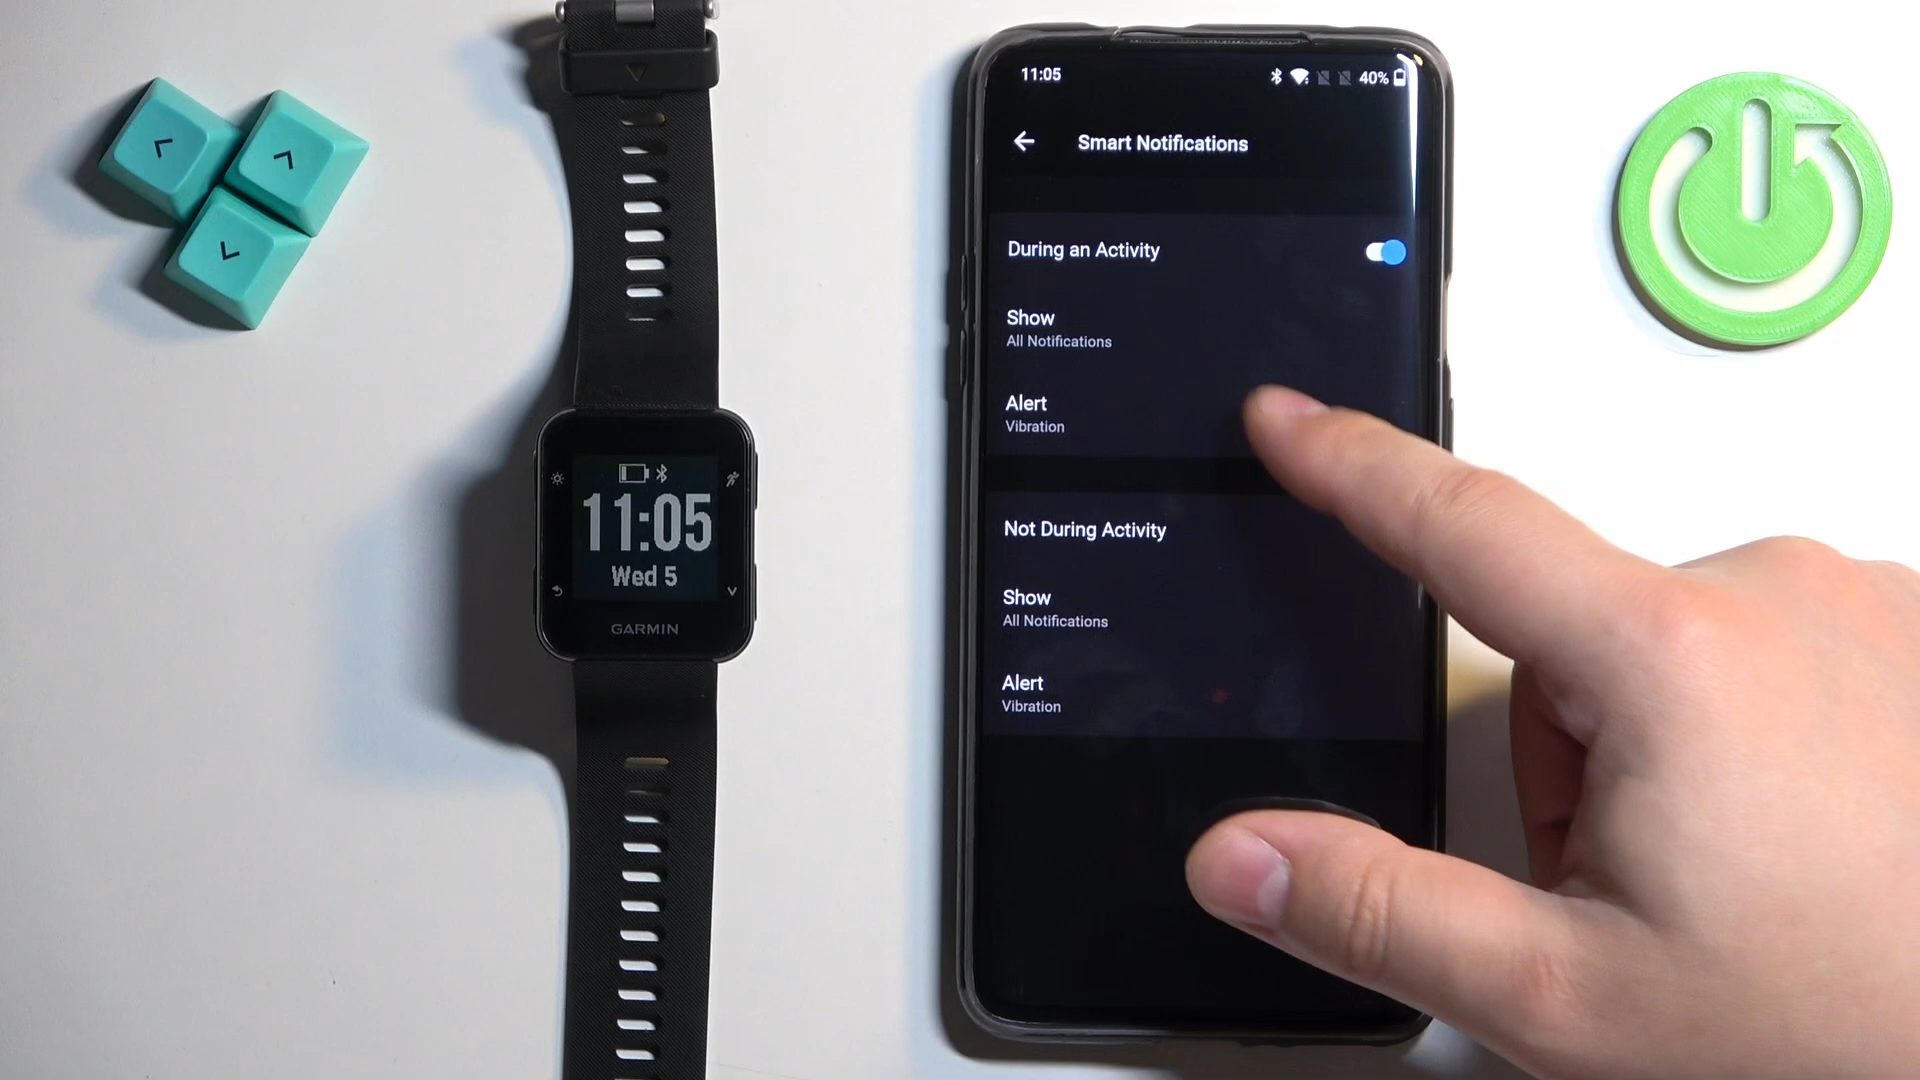 11:05
40%
Smart Notifications
During an Activity
Show
All Notifications
Alert
Vibration
Not During Activity
Show
All Notifications
Alert
Vibration
11:05
Wed 5
GARMIN